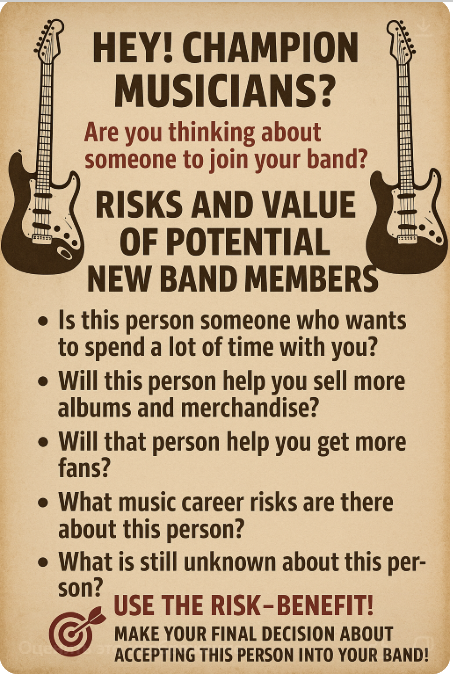 HEY! CHAMPION
MUSICIANS?
Are you thinking about
someone to join your band?
RISKS AND VALUE
OF POTENTIAL
NEW BAND MEMBERS
• Is this person someone who wants
to spend a lot of time with you?
• Will this person help you sell more
albums and merchandise?
• Will that person help you get more
fans?
• What music career risks are there
about this person?
• What is still unknown about this per-
son?
USE THE RISK–BENEFIT!
MAKE YOUR FINAL DECISION ABOUT
ACCEPTING THIS PERSON INTO YOUR BAND!